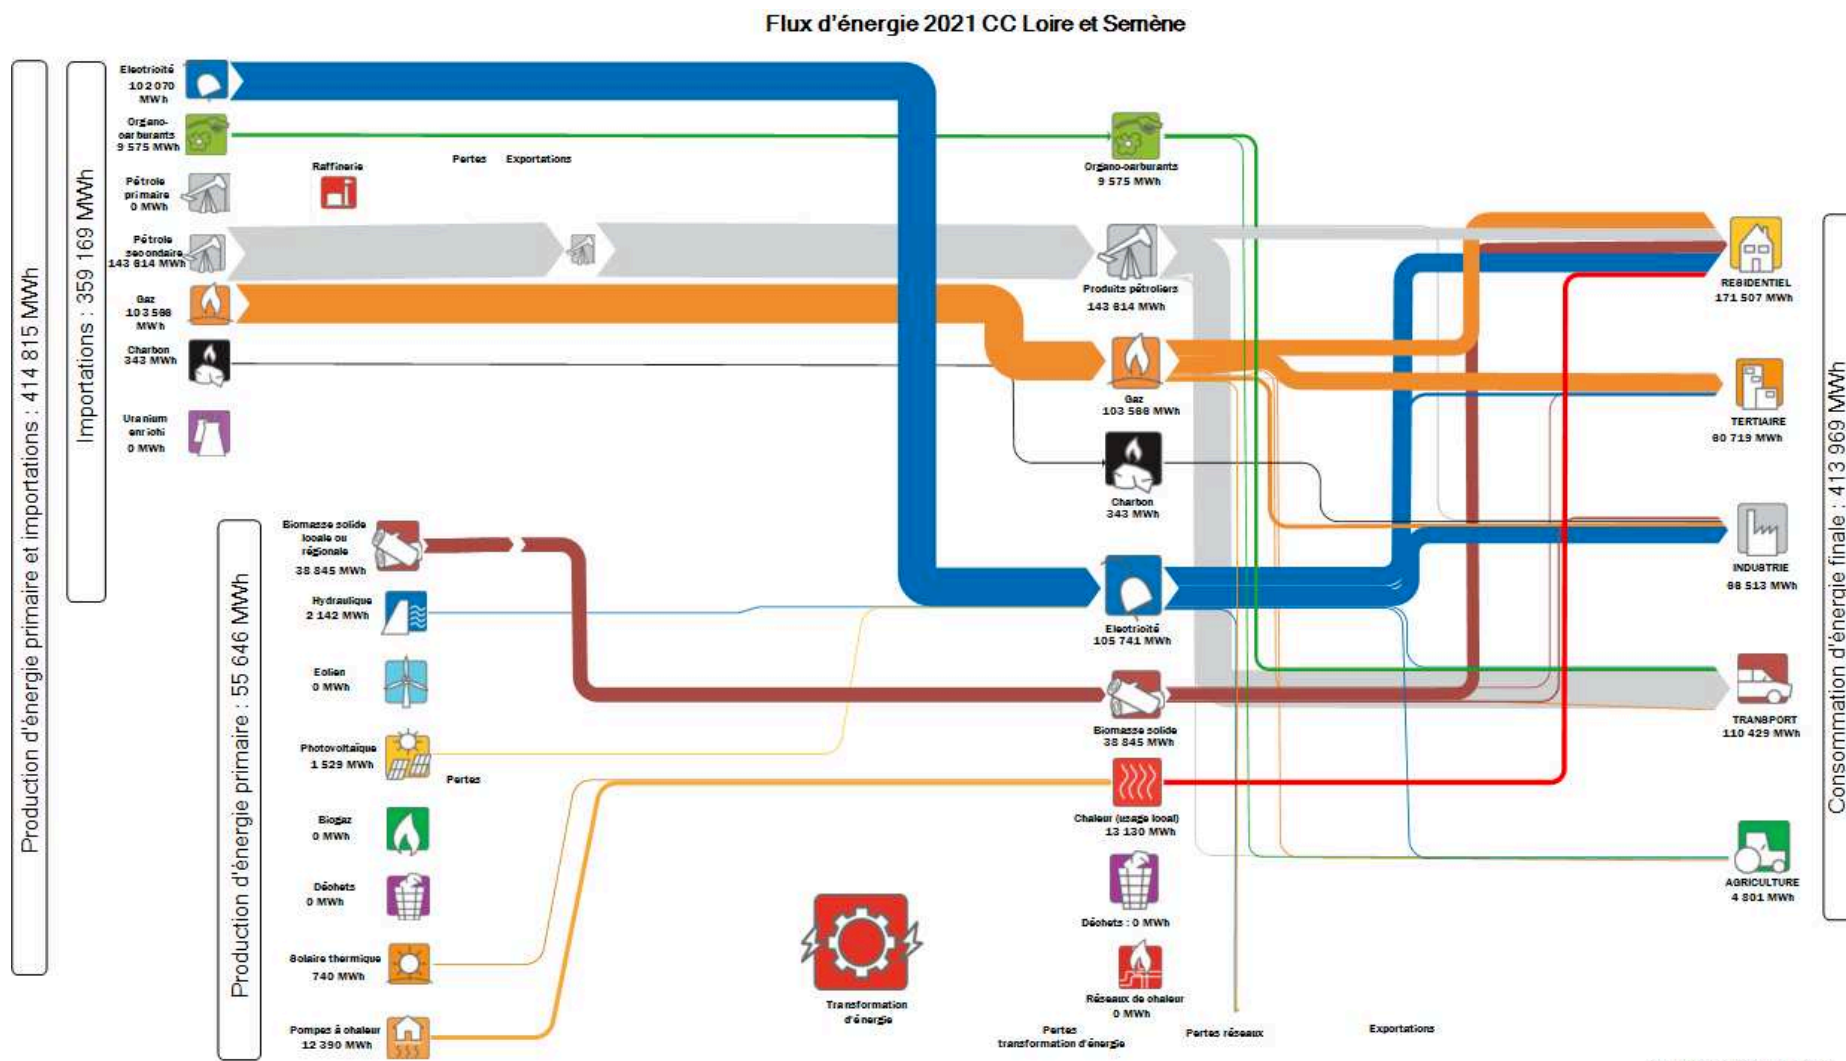 Flux d'énergie 2021 CC Loire et Semène
Production d'énergie primaire et importations : 414 815 MWh
Importations : 359 169 MWh
Electricité
102 070
MWh
Organo-
carburants
9 575 MWh
Pétrole
primaire
0 MWh
Pétrole
secondaire
143 614 MWh
Gaz
103 568
MWh
Charbon
343 MWh
Uranium
enrichi
0 MWh
Raffinerie
Pertes
Exportations
Production d'énergie primaire : 55 646 MWh
Biomasse solide
locale ou
régionale
38 845 MWh
Hydraulique
2 142 MWh
Eolien
0 MWh
Photovoltaïque
1 529 MWh
Pertes
Biogaz
0 MWh
Déchets
0 MWh
Solaire thermique
740 MWh
Pompes à chaleur
12 390 MWh
Transformation
d'énergie
Organo-carburants
9 575 MWh
Produits pétroliers
143 614 MWh
Gaz
103 568 MWh
Charbon
343 MWh
Electricité
105 741 MWh
Biomasse solide
38 845 MWh
Chaleur (usage local)
13 130 MWh
Déchets : 0 MWh
Réseaux de chaleur
0 MWh
Pertes
transformation d'énergie
Pertes réseaux
Exportations
RESIDENTIEL
171 507 MWh
TERTIAIRE
60 719 MWh
INDUSTRIE
66 513 MWh
TRANSPORT
110 429 MWh
AGRICULTURE
4 801 MWh
Consommation d'énergie finale : 413 969 MWh